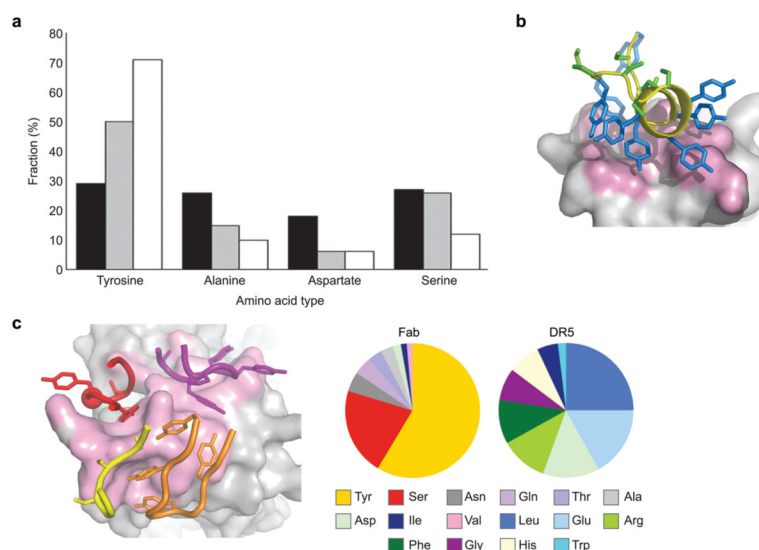 a
80
70
60
50
40
30
20
10
0
Fraction (%)
Tyrosine Alanine Aspartate Serine
Amino acid type
b
c
Fab DR5
Tyr Ser Asn Gln Thr Ala
Asp Ile Val Leu Glu Arg
Phe Gly His Trp